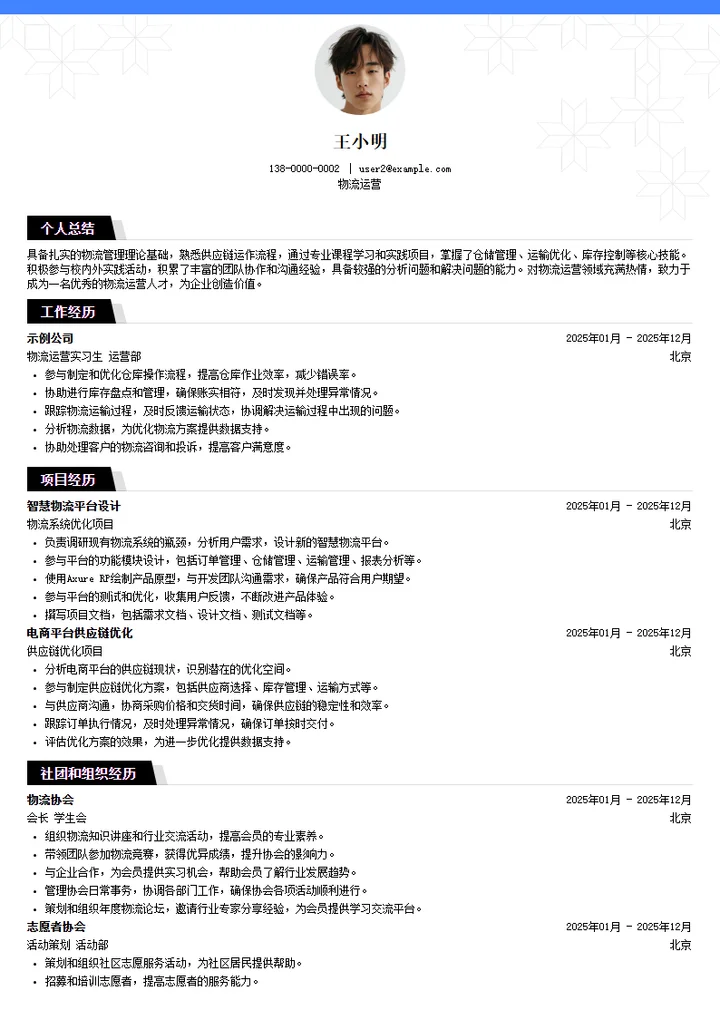 王小明
138-0000-0002 | user2@example.com
物流运营
个人总结
具备扎实的物流管理理论基础，熟悉供应链运作流程，通过专业课程学习和实践项目，掌握了仓储管理、运输优化、库存控制等核心技能。
积极参与校内外实践活动，积累了丰富的团队协作和沟通经验，具备较强的分析问题和解决问题的能力。对物流运营领域充满热情，致力于
成为一名优秀的物流运营人才，为企业创造价值。
工作经历
示例公司 2025年01月 - 2025年12月
物流运营实习生 运营部 北京
• 参与制定和优化仓库操作流程，提高仓库作业效率，减少错误率。
• 协助进行库存盘点和管理，确保账实相符，及时发现并处理异常情况。
• 跟踪物流运输过程，及时反馈运输状态，协调解决运输过程中出现的问题。
• 分析物流数据，为优化物流方案提供数据支持。
• 协助处理客户的物流咨询和投诉，提高客户满意度。
项目经历
智慧物流平台设计 2025年01月 - 2025年12月
物流系统优化项目 北京
• 负责调研现有物流系统的瓶颈，分析用户需求，设计新的智慧物流平台。
• 参与平台的功能模块设计，包括订单管理、仓储管理、运输管理、报表分析等。
• 使用Axure RP绘制产品原型，与开发团队沟通需求，确保产品符合用户期望。
• 参与平台的测试和优化，收集用户反馈，不断改进产品体验。
• 撰写项目文档，包括需求文档、设计文档、测试文档等。
电商平台供应链优化 2025年01月 - 2025年12月
供应链优化项目 北京
• 分析电商平台的供应链现状，识别潜在的优化空间。
• 参与制定供应链优化方案，包括供应商选择、库存管理、运输方式等。
• 与供应商沟通，协商采购价格和交货时间，确保供应链的稳定性和效率。
• 跟踪订单执行情况，及时处理异常情况，确保订单按时交付。
• 评估优化方案的效果，为进一步优化提供数据支持。
社团和组织经历
物流协会 2025年01月 - 2025年12月
会长 学生会 北京
• 组织物流知识讲座和行业交流活动，提高会员的专业素养。
• 带领团队参加物流竞赛，获得优异成绩，提升协会的影响力。
• 与企业合作，为会员提供实习机会，帮助会员了解行业发展趋势。
• 管理协会日常事务，协调各部门工作，确保协会各项活动顺利进行。
• 策划和组织年度物流论坛，邀请行业专家分享经验，为会员提供学习交流平台。
志愿者协会 2025年01月 - 2025年12月
活动策划 活动部 北京
• 策划和组织社区志愿服务活动，为社区居民提供帮助。
• 招募和培训志愿者，提高志愿者的服务能力。